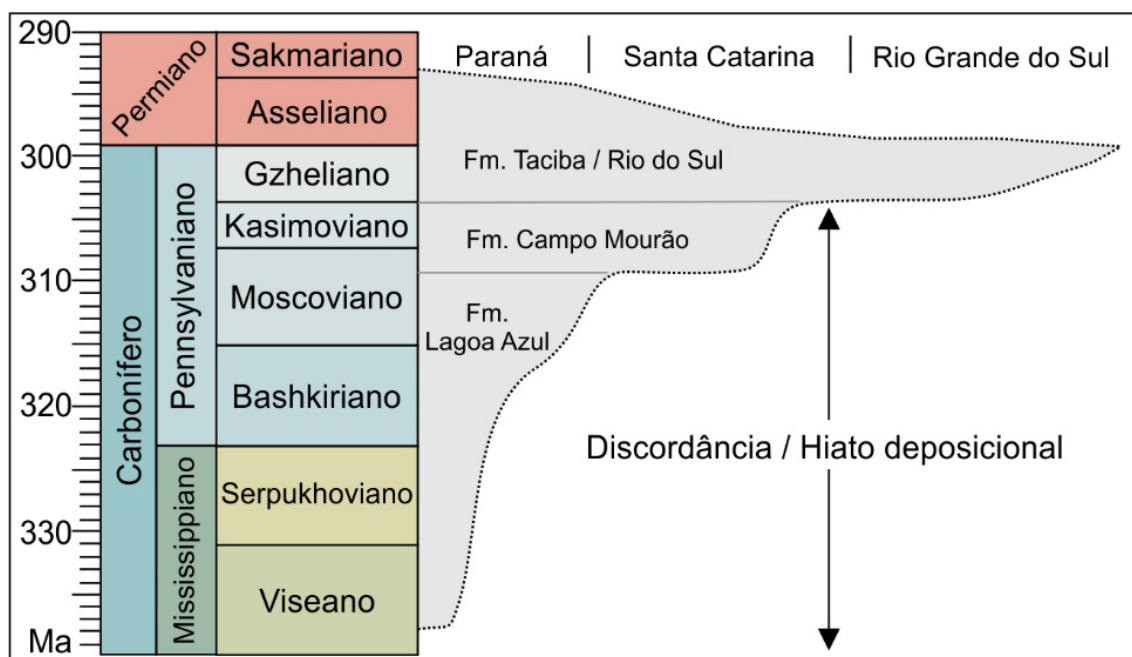 290
300
310
320
330
Ma
Permiano
Carbonífero
Pennsylvaniano
Mississippiano
Sakmariano
Asseliano
Gzheliano
Kasimoviano
Moscoviano
Bashkiriano
Serpukhoviano
Viseano
Paraná
Santa Catarina
Rio Grande do Sul
Fm. Taciba / Rio do Sul
Fm. Campo Mourão
Fm.
Lagoa Azul
Discordância / Hiato deposicional